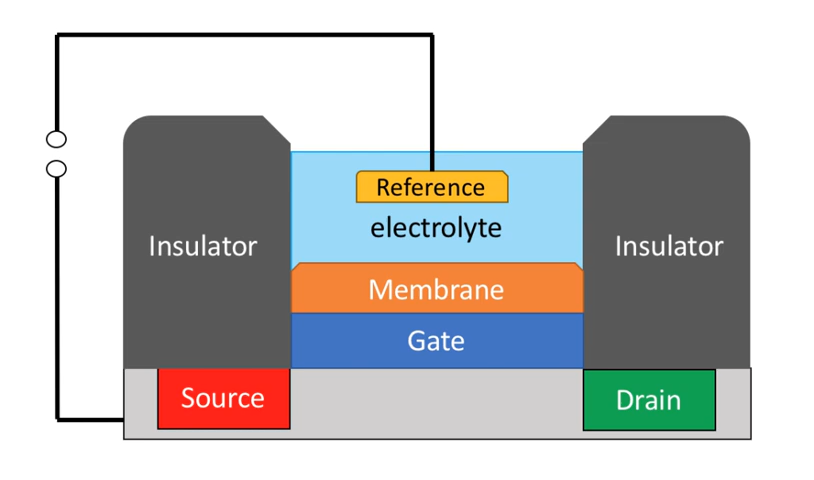 Reference
electrolyte
Insulator
Insulator
Membrane
Gate
Source
Drain